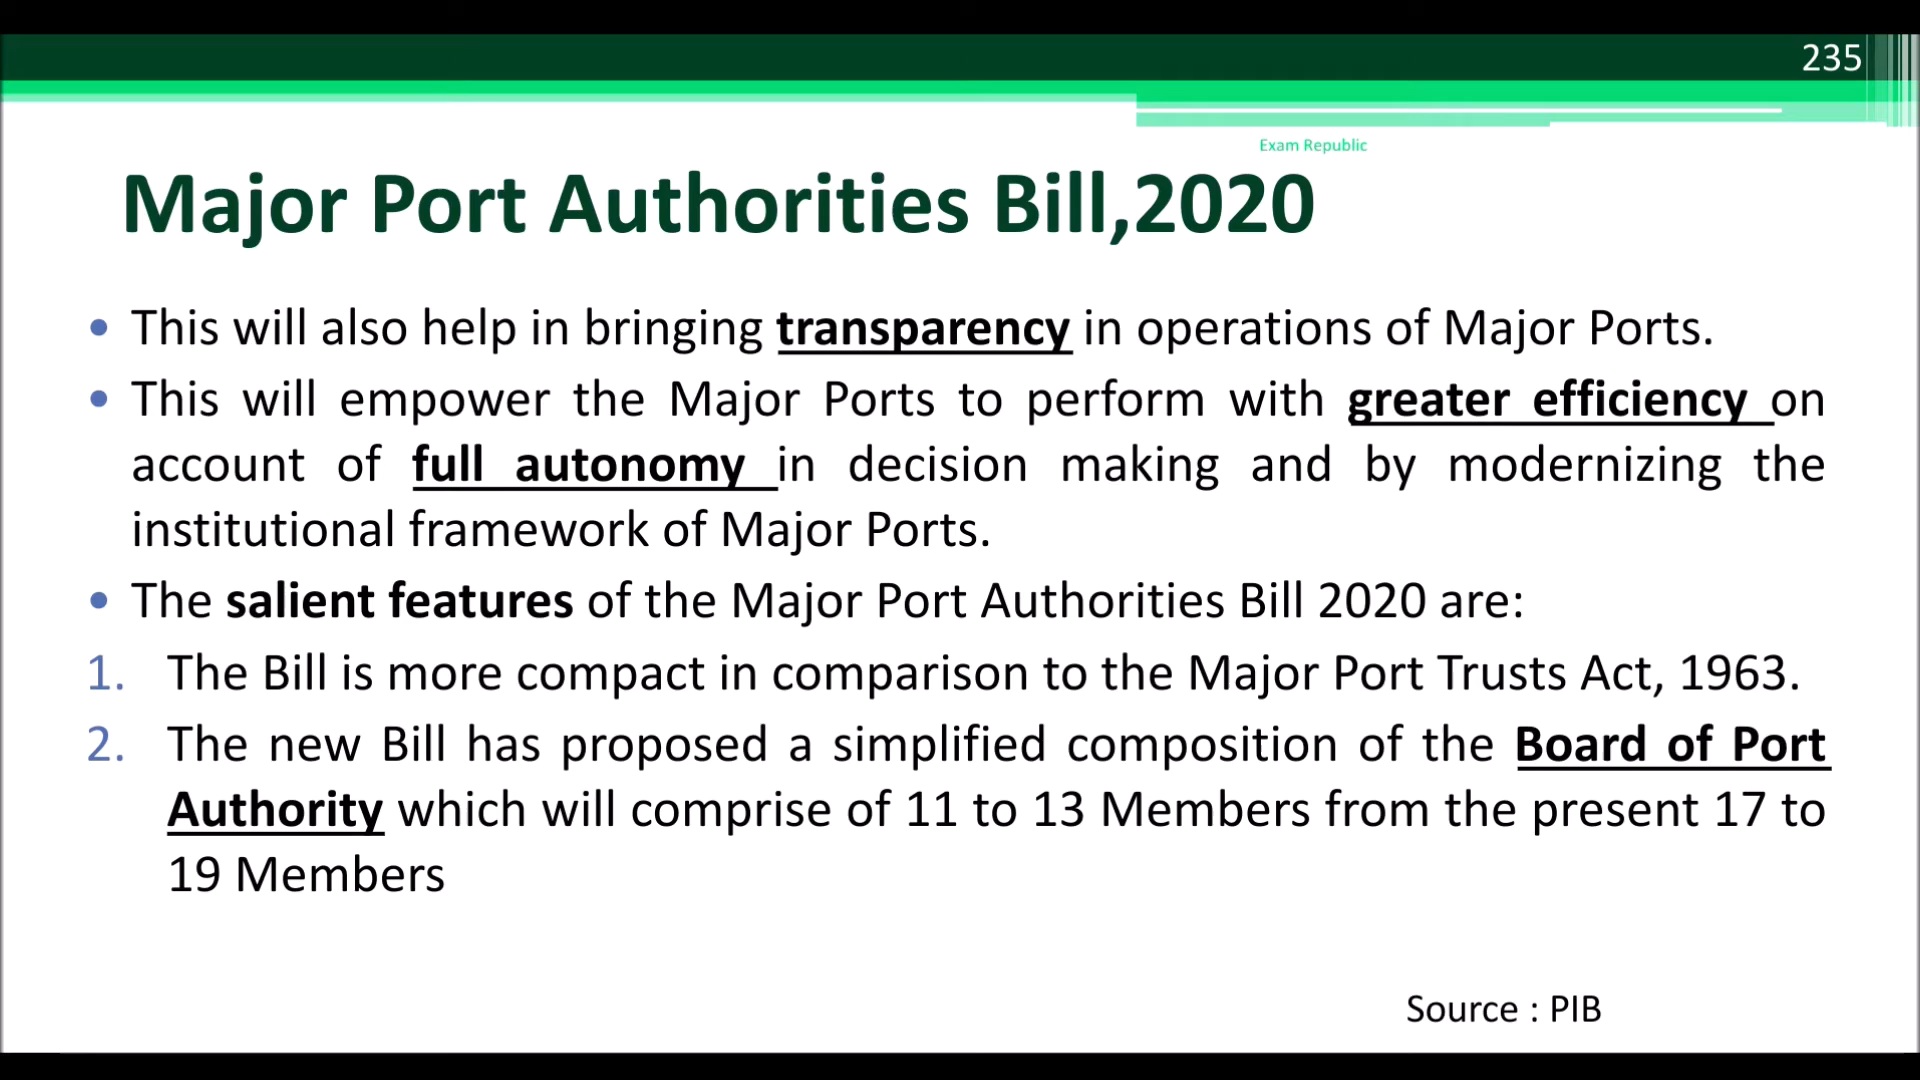 235
Exam Republic
Major Port Authorities Bill,2020
• This will also help in bringing transparency in operations of Major Ports.
• This will empower the Major Ports to perform with greater efficiency on
account of full autonomy in decision making and by modernizing the
institutional framework of Major Ports.
• The salient features of the Major Port Authorities Bill 2020 are:
1. The Bill is more compact in comparison to the Major Port Trusts Act, 1963.
2. The new Bill has proposed a simplified composition of the Board of Port
Authority which will comprise of 11 to 13 Members from the present 17 to
19 Members
Source : PIB